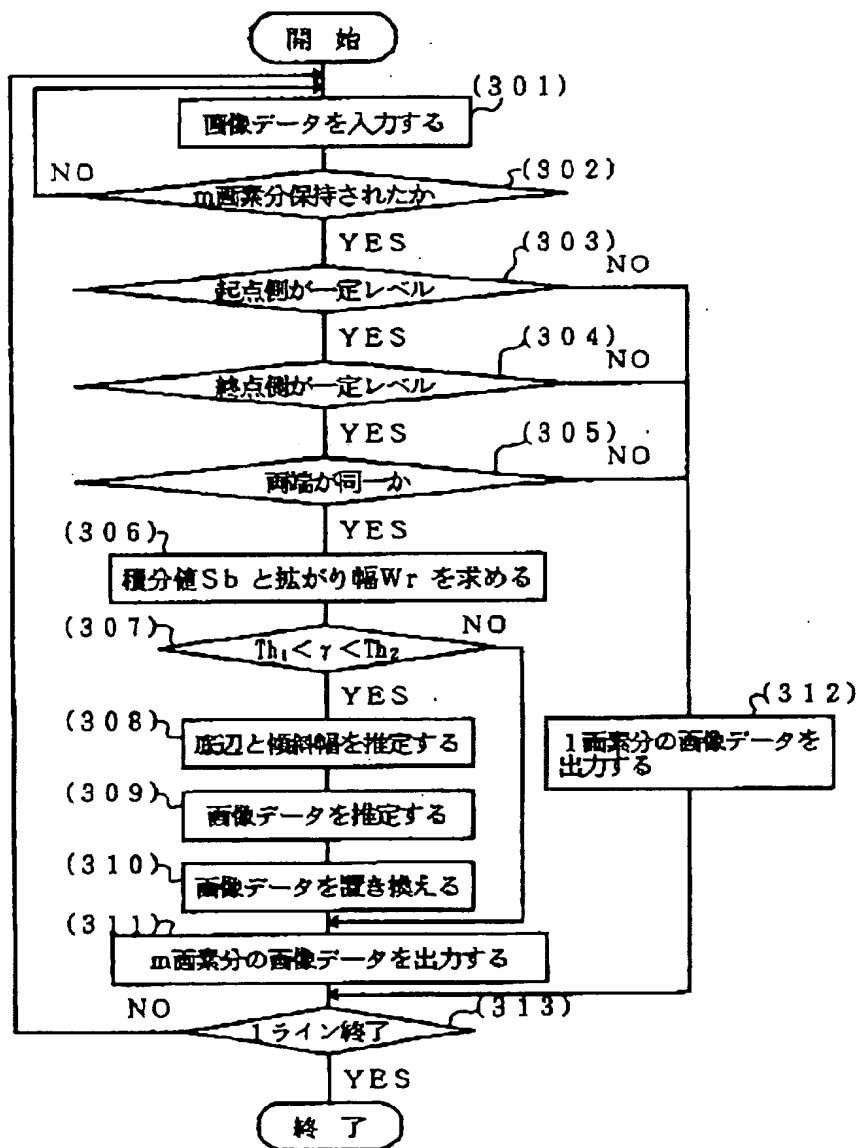 開 始
(301)
画像データを入力する
NO
(302)
m画素分保持されたか
YES
(303)
NO
起点側が一定レベル
YES
(304)
NO
終点側が一定レベル
YES
(305)
NO
両端が同一か
(306)
YES
積分値Sb と拡がり幅Wr を求める
(307)
NO
Th₁<γ<Th₂
YES
(308)
底辺と傾斜幅を推定する
(312)
1画素分の画像データを
出力する
(309)
画像データを推定する
(310)
画像データを置き換える
(311)
m画素分の画像データを出力する
NO
(313)
1ライン終了
YES
終 了